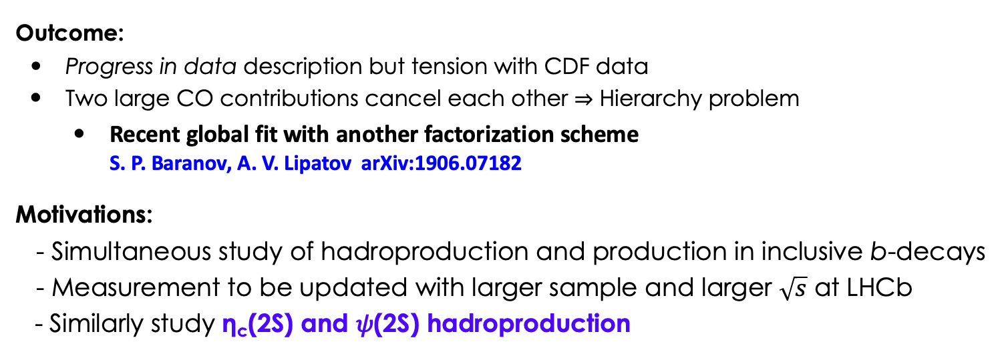 Outcome:
• Progress in data description but tension with CDF data
• Two large CO contributions cancel each other ⇒ Hierarchy problem
• Recent global fit with another factorization scheme
S. P. Baranov, A. V. Lipatov arXiv:1906.07182
Motivations:
- Simultaneous study of hadroproduction and production in inclusive b-decays
- Measurement to be updated with larger sample and larger √s at LHCb
- Similarly study ηc(2S) and ψ(2S) hadroproduction